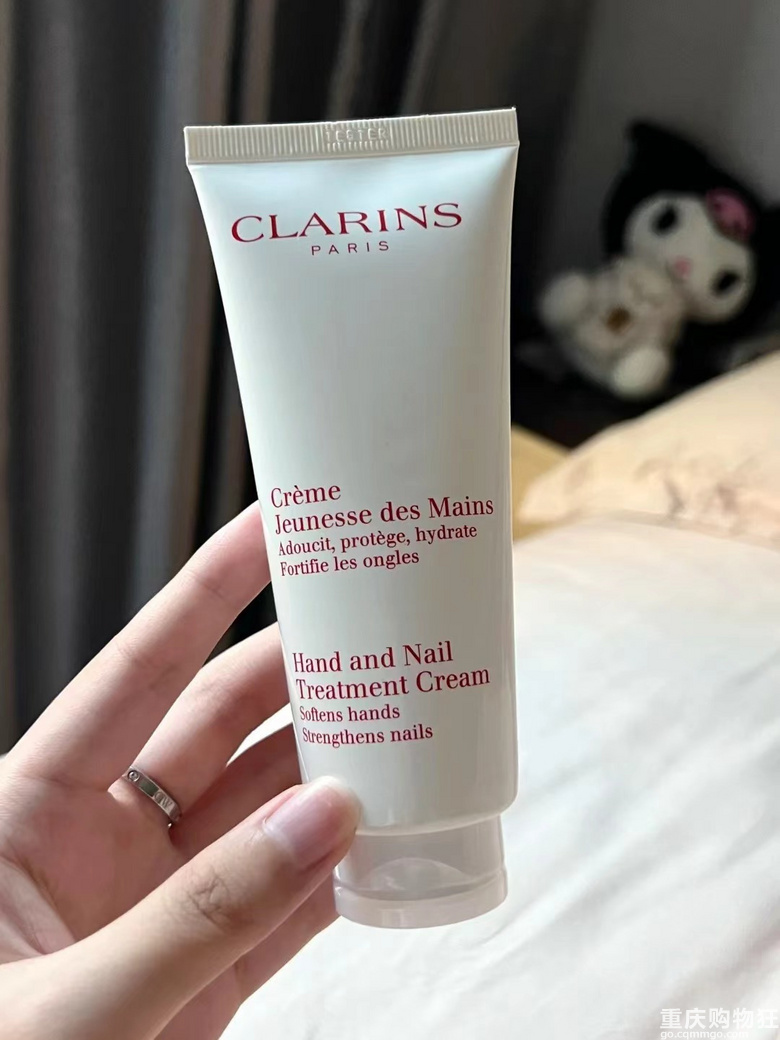 TESTER
CLARINS
PARIS
Crème
Jeunesse des Mains
Adoucit, protège, hydrate
Fortifie les ongles
Hand and Nail
Treatment Cream
Softens hands
Strengthens nails
重庆购物狂
go.cqmmgo.com